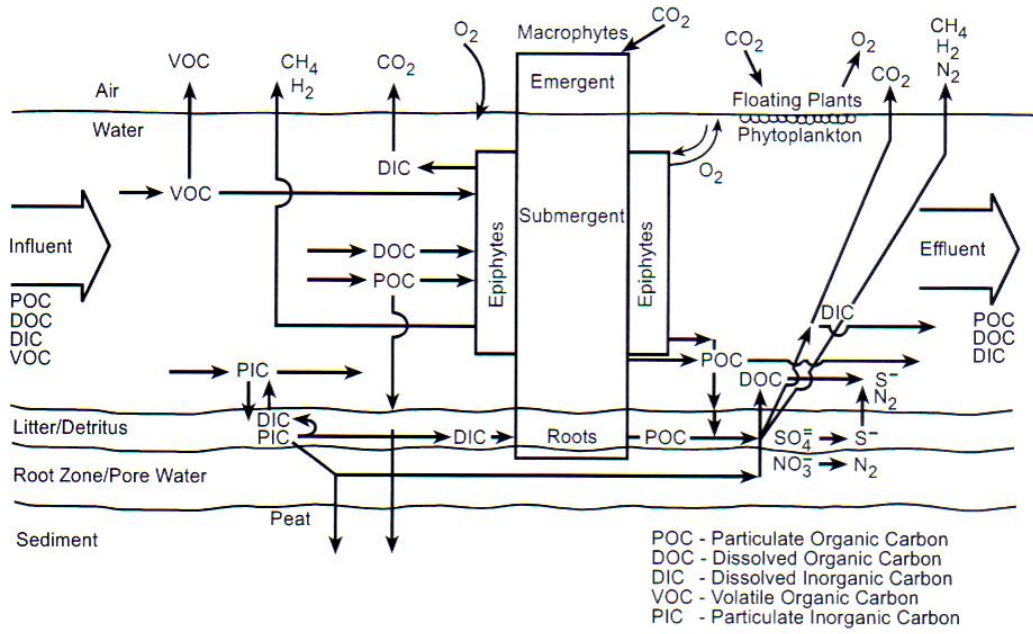 CO2
O2
Macrophytes
CO2
O2
CH4
H2
N2
VOC
CH4
H2
CO2
CO2
Air
Emergent
Floating Plants
Water
Phytoplankton
DIC
O2
VOC
Submergent
Influent
DOC
Epiphytes
Epiphytes
Effluent
POC
POC
DOC
DIC
VOC
DIC
POC
DOC
DIC
PIC
POC
DOC
S–
N2
Litter/Detritus
DIC
PIC
DIC
Roots
POC
SO4=
S–
Root Zone/Pore Water
NO3=
N2
Peat
Sediment
POC - Particulate Organic Carbon
DOC - Dissolved Organic Carbon
DIC - Dissolved Inorganic Carbon
VOC - Volatile Organic Carbon
PIC - Particulate Inorganic Carbon